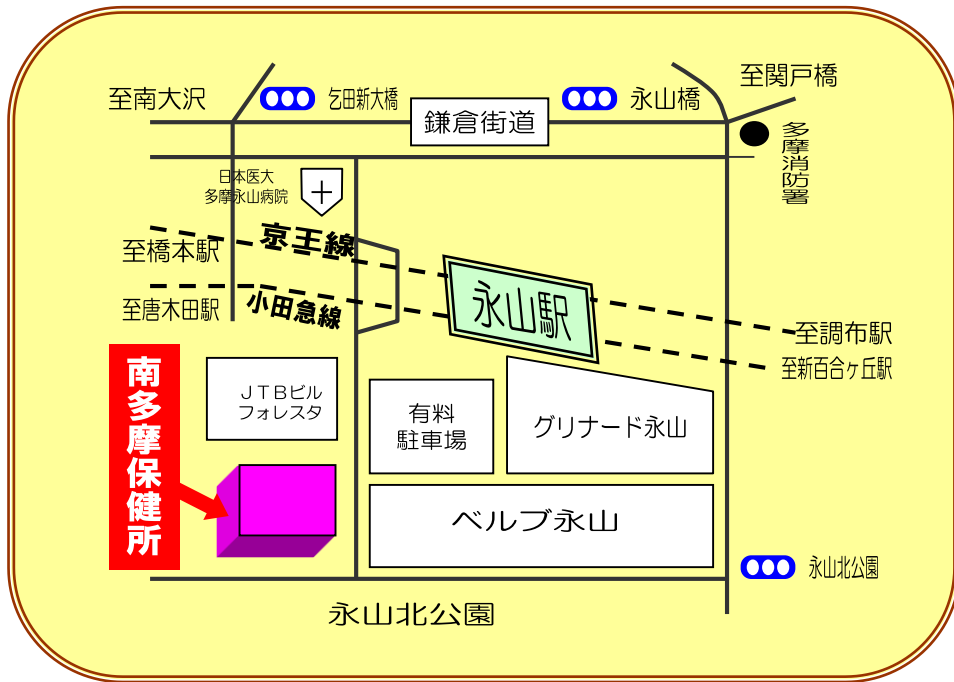 至南大沢
乞田新大橋
鎌倉街道
永山橋
至関戸橋
多摩消防署
日本医大
多摩永山病院
京王線
至橋本駅
小田急線
至唐木田駅
永山駅
至調布駅
至新百合ヶ丘駅
南多摩保健所
JTBビル
フォレスタ
有料
駐車場
グリナード永山
ベルブ永山
永山北公園
永山北公園